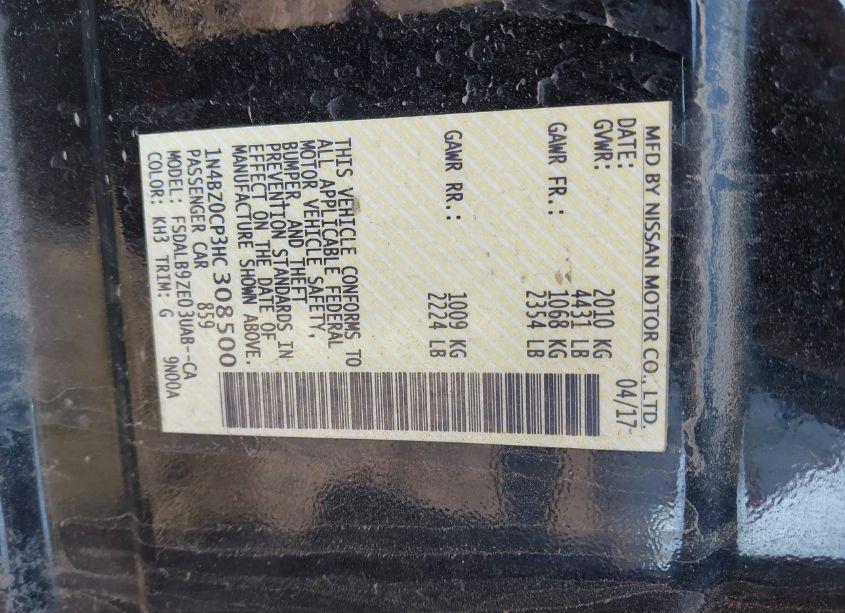 MFD BY NISSAN MOTOR CO., LTD.
DATE: 04/17
GVWR: 2010 KG
4431 LB
GAWR FR.: 1068 KG
2354 LB
GAWR RR.: 1009 KG
2224 LB
THIS VEHICLE CONFORMS TO
ALL APPLICABLE FEDERAL
MOTOR VEHICLE SAFETY,
BUMPER, AND THEFT
PREVENTION STANDARDS IN
EFFECT ON THE DATE OF
MANUFACTURE SHOWN ABOVE.
1N4BZ0CP3HC308500
PASSENGER CAR 859
MODEL: FSDALB9ZED3UAB--CA
COLOR: KH3 TRIM: G 9N00A